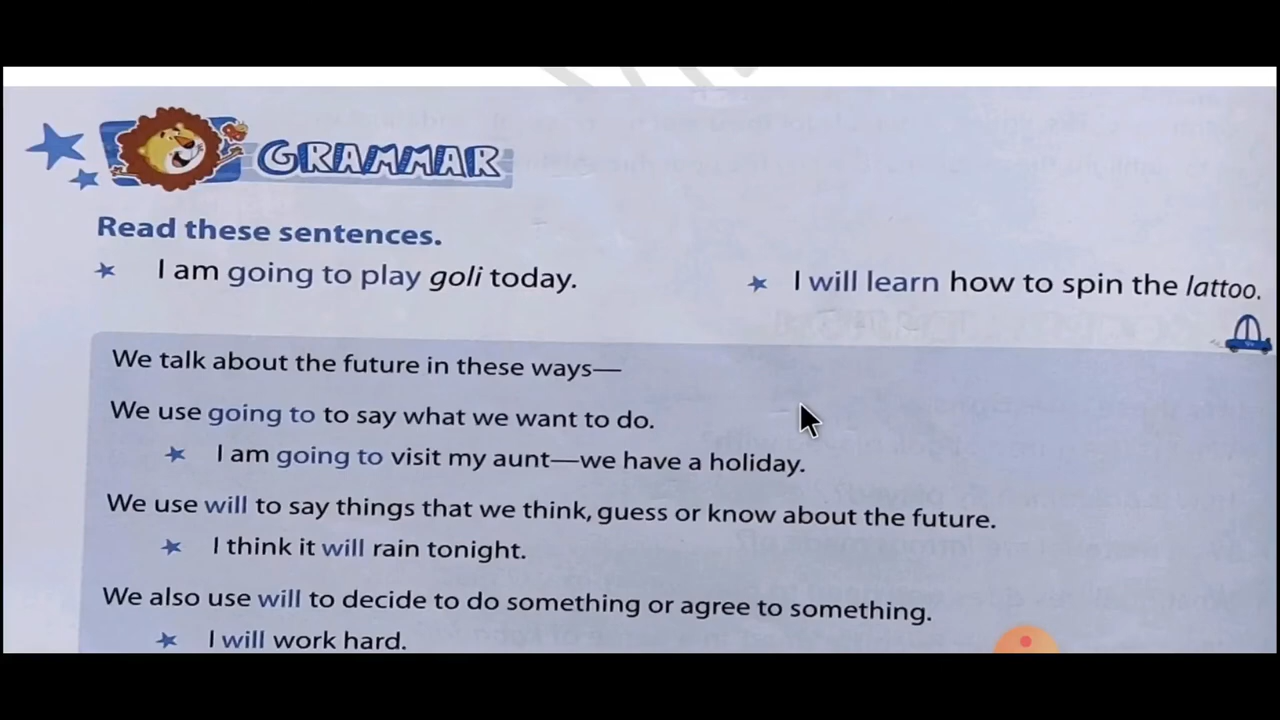 GRAMMAR
Read these sentences.
I am going to play goli today.
I will learn how to spin the lattoo.
We talk about the future in these ways—
We use going to to say what we want to do.
I am going to visit my aunt—we have a holiday.
We use will to say things that we think, guess or know about the future.
I think it will rain tonight.
We also use will to decide to do something or agree to something.
I will work hard.